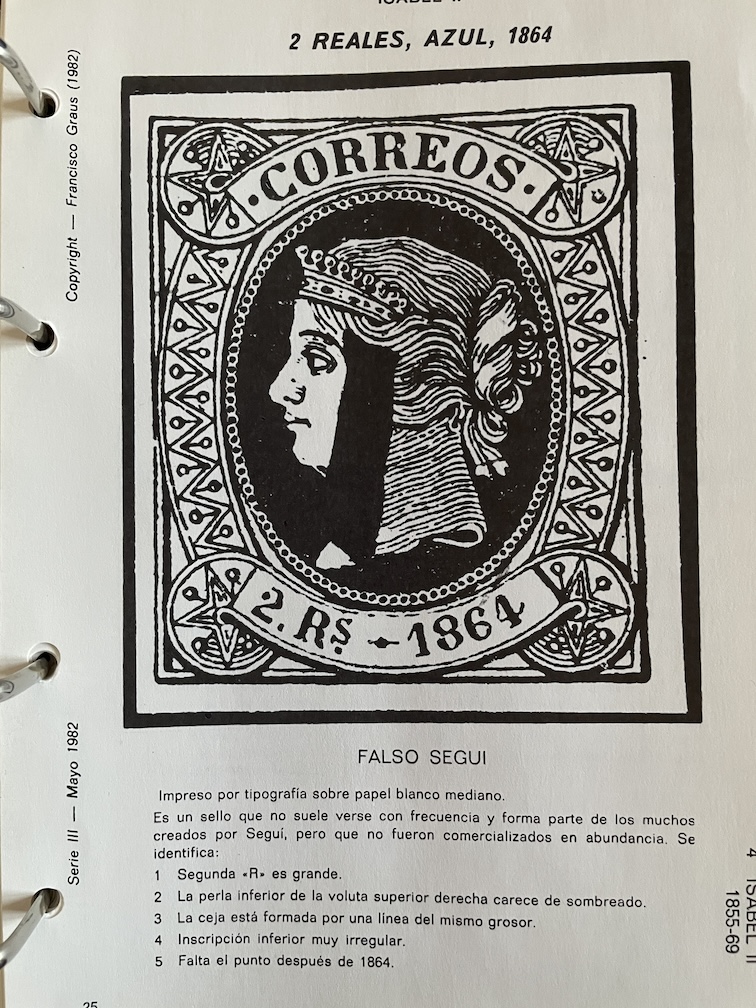 ISABEL II
2 REALES, AZUL, 1864
Copyright — Francisco Graus (1982)
·CORREOS·
2. Rs. - 1864
FALSO SEGUI
Impreso por tipografía sobre papel blanco mediano.
Es un sello que no suele verse con frecuencia y forma parte de los muchos
creados por Seguí, pero que no fueron comercializados en abundancia. Se
identifica:
1 Segunda «R» es grande.
2 La perla inferior de la voluta superior derecha carece de sombreado.
3 La ceja está formada por una línea del mismo grosor.
4 Inscripción inferior muy irregular.
5 Falta el punto después de 1864.
Serie III — Mayo 1982
4 ISABEL II
1855-69
25